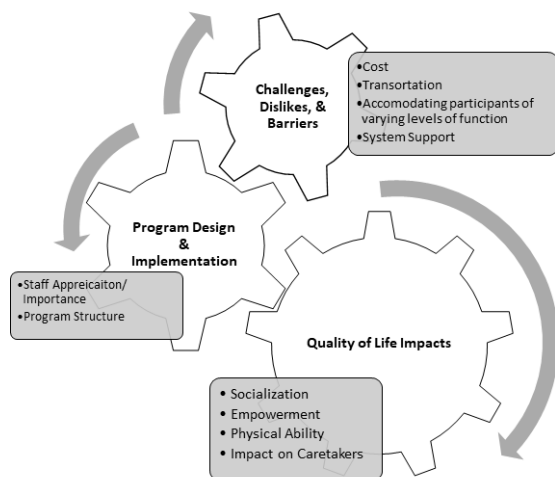 Challenges,
Dislikes, &
Barriers
•Cost
•Transortation
•Accomodating participants of
varying levels of function
•System Support
Program Design
&
Implementation
•Staff Appreicaiton/
Importance
•Program Structure
Quality of Life Impacts
• Socialization
• Empowerment
• Physical Ability
• Impact on Caretakers